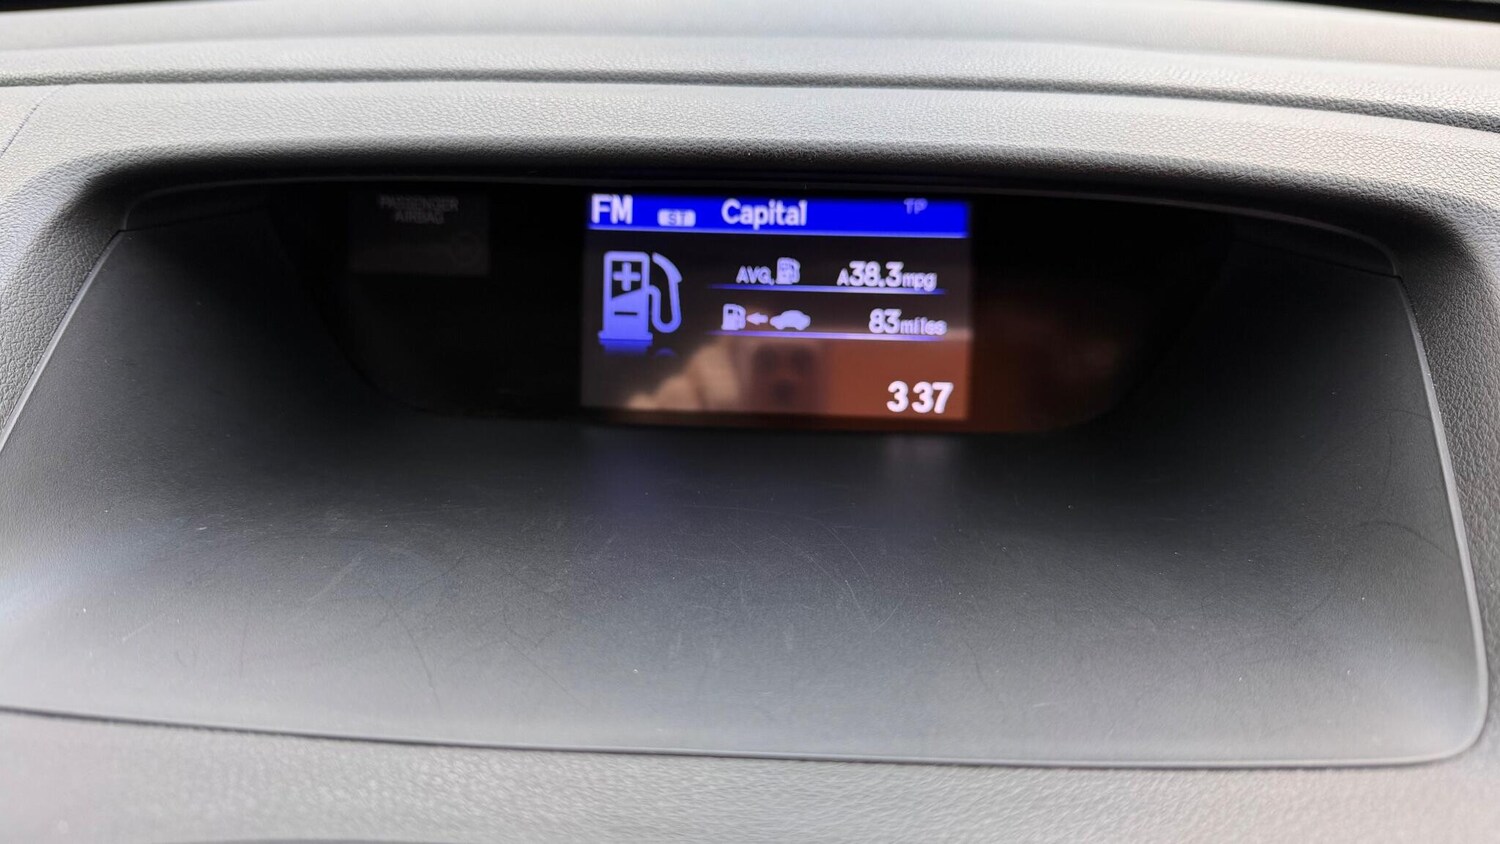 PASSENGER
AIRBAG
FM ST Capital TP
AVG. A38.3mpg
83miles
3 37